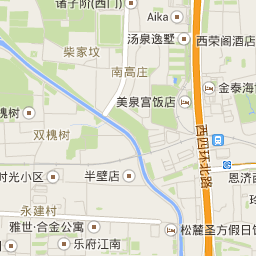 诸子阶(西门)
Aika
汤泉逸墅
西荣阁酒店
柴家坟
南高庄
金泰海
美泉宫饭店
槐树
双槐树
西四环北路
时光小区
半壁店
恩济
永建村
雅世·合金公寓
松麓圣方假日饭
乐府江南